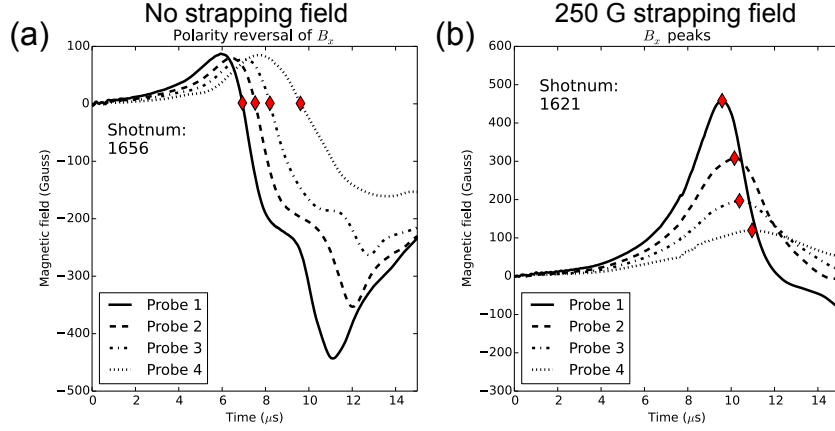 No strapping field
250 G strapping field
(a)
Polarity reversal of Bₓ
Magnetic field (Gauss)
100
0
−100
−200
−300
−400
−500
Shotnum:
1656
Probe 1
Probe 2
Probe 3
Probe 4
0 2 4 6 8 10 12 14
Time (μs)
(b)
Bₓ peaks
Magnetic field (Gauss)
600
500
400
300
200
100
0
−100
−200
−300
Shotnum:
1621
Probe 1
Probe 2
Probe 3
Probe 4
0 2 4 6 8 10 12 14
Time (μs)